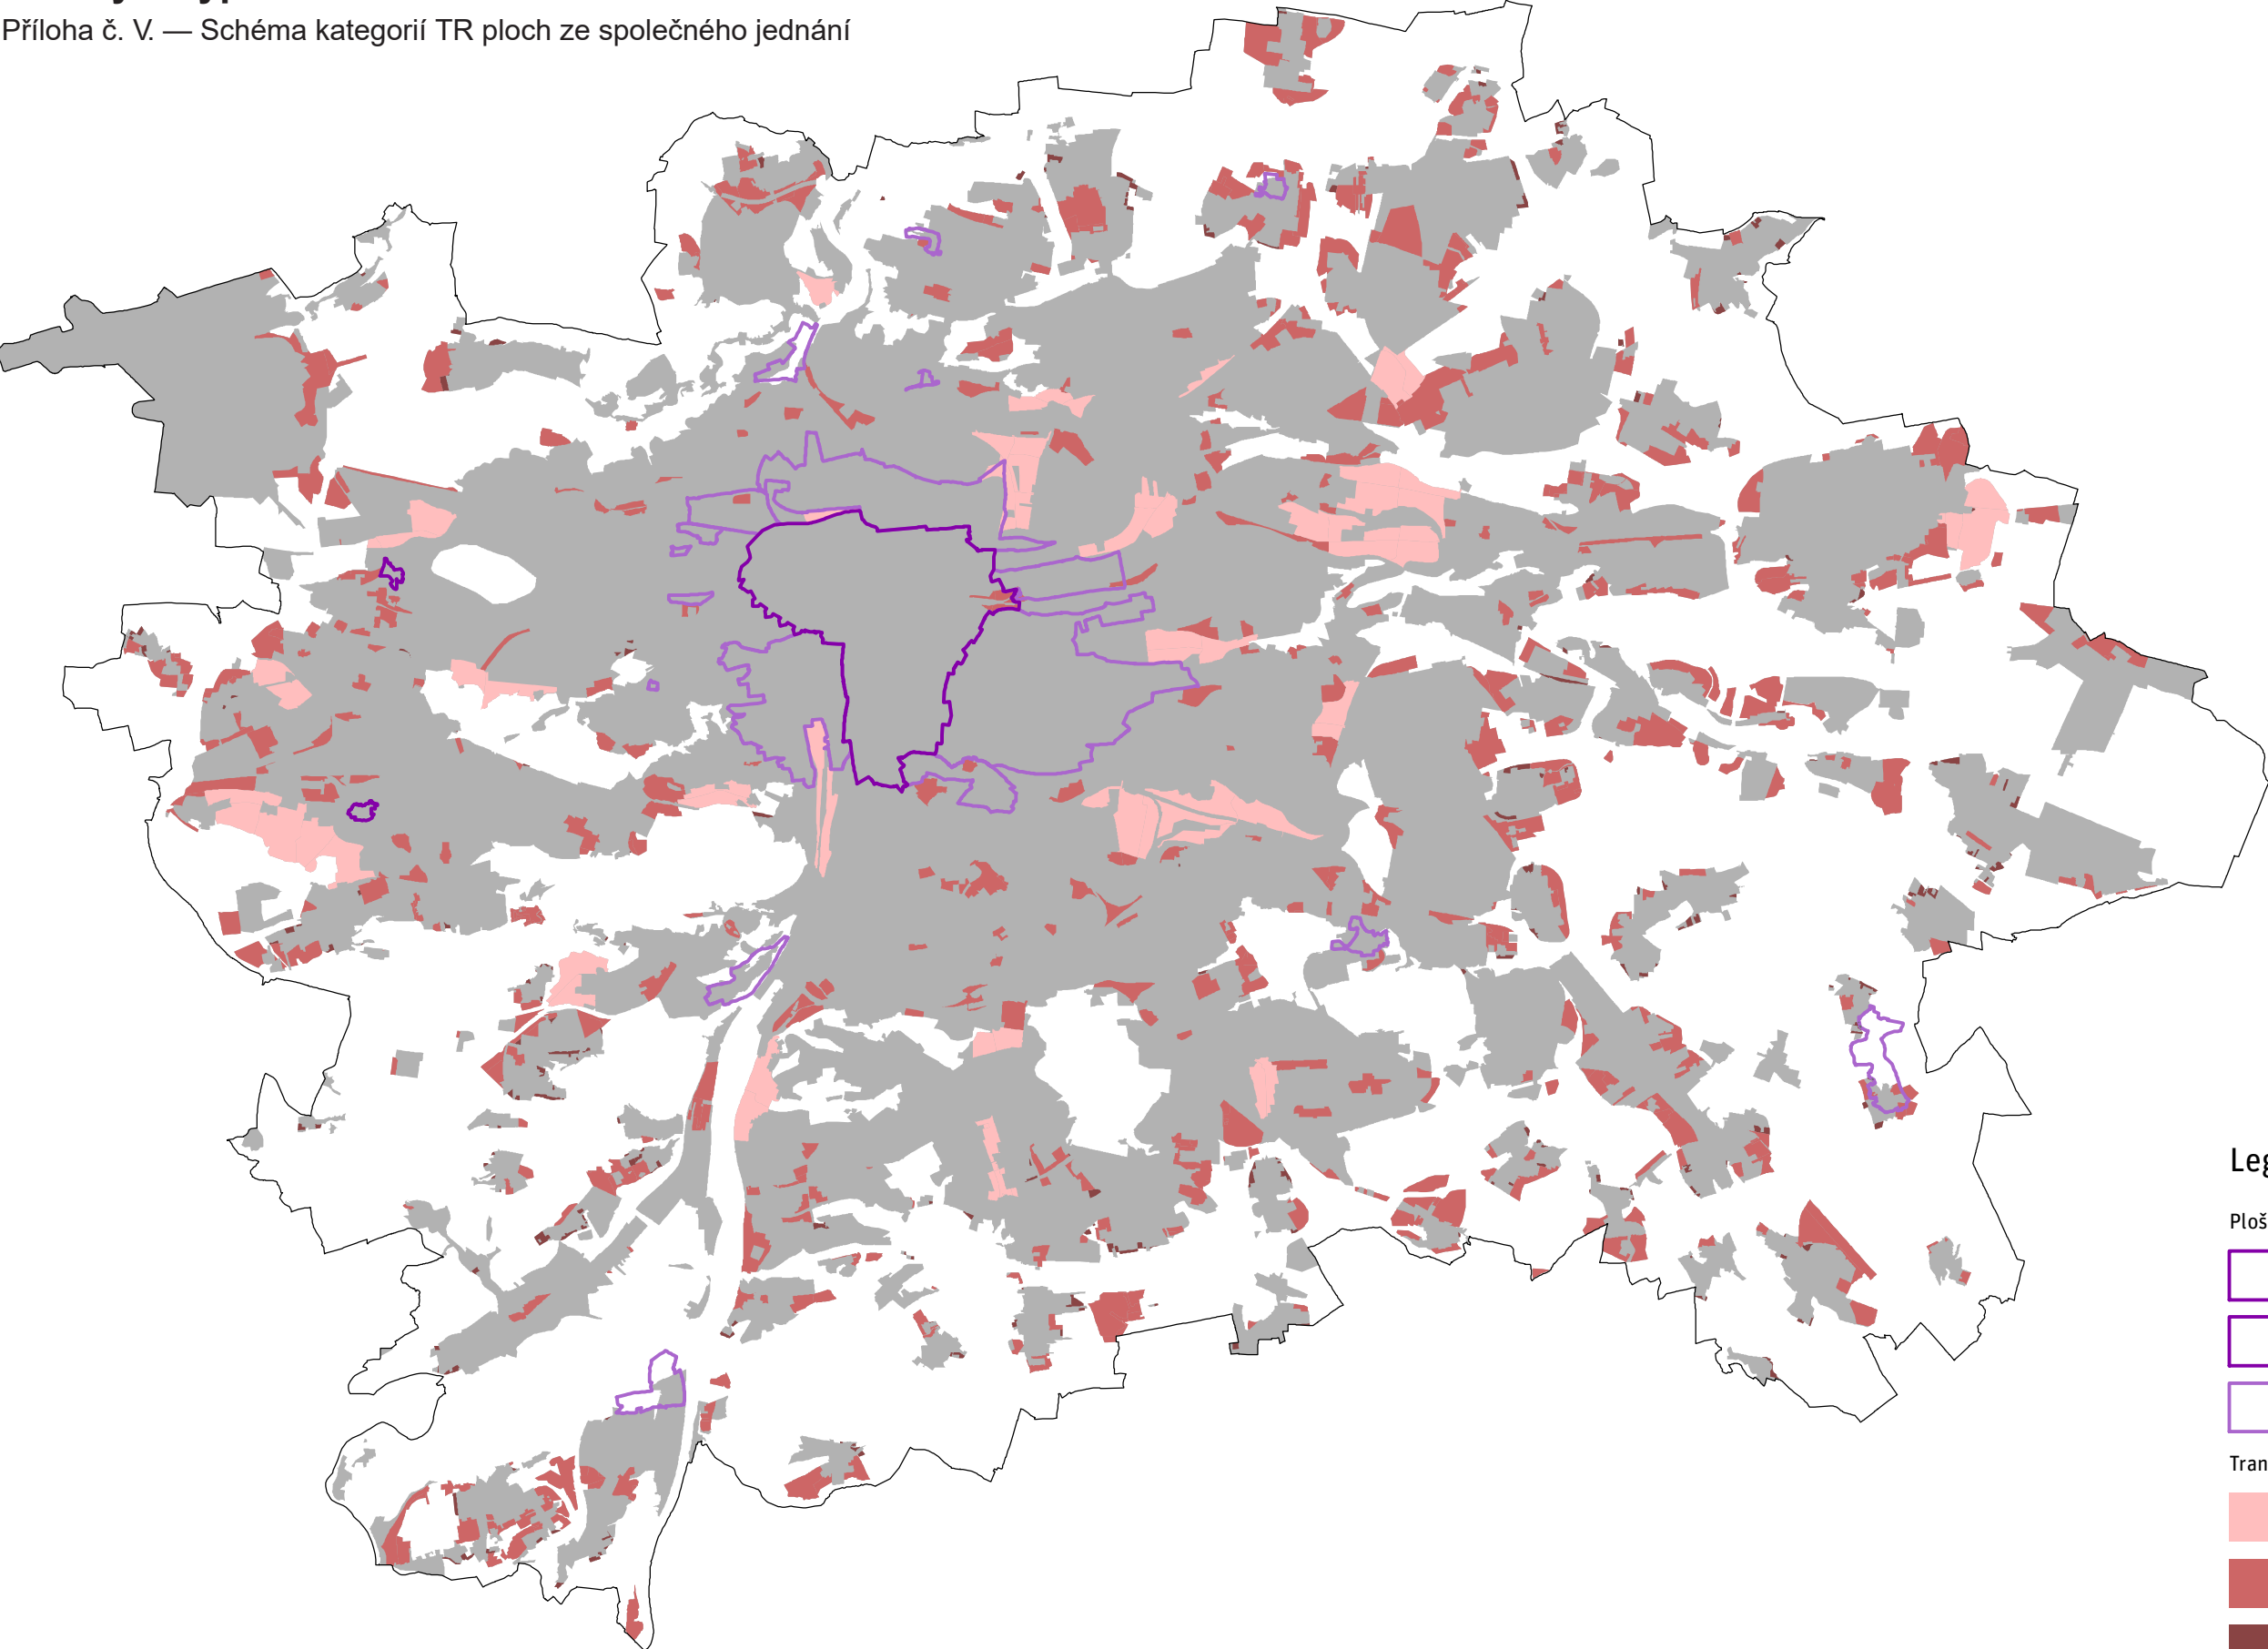 Příloha č. V. — Schéma kategorií TR ploch ze společného jednání
Leg
Ploš
Tran